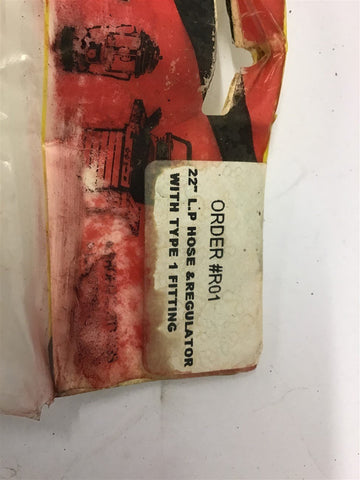 ORDER #R01
22" L.P HOSE & REGULATOR
WITH TYPE 1 FITTING